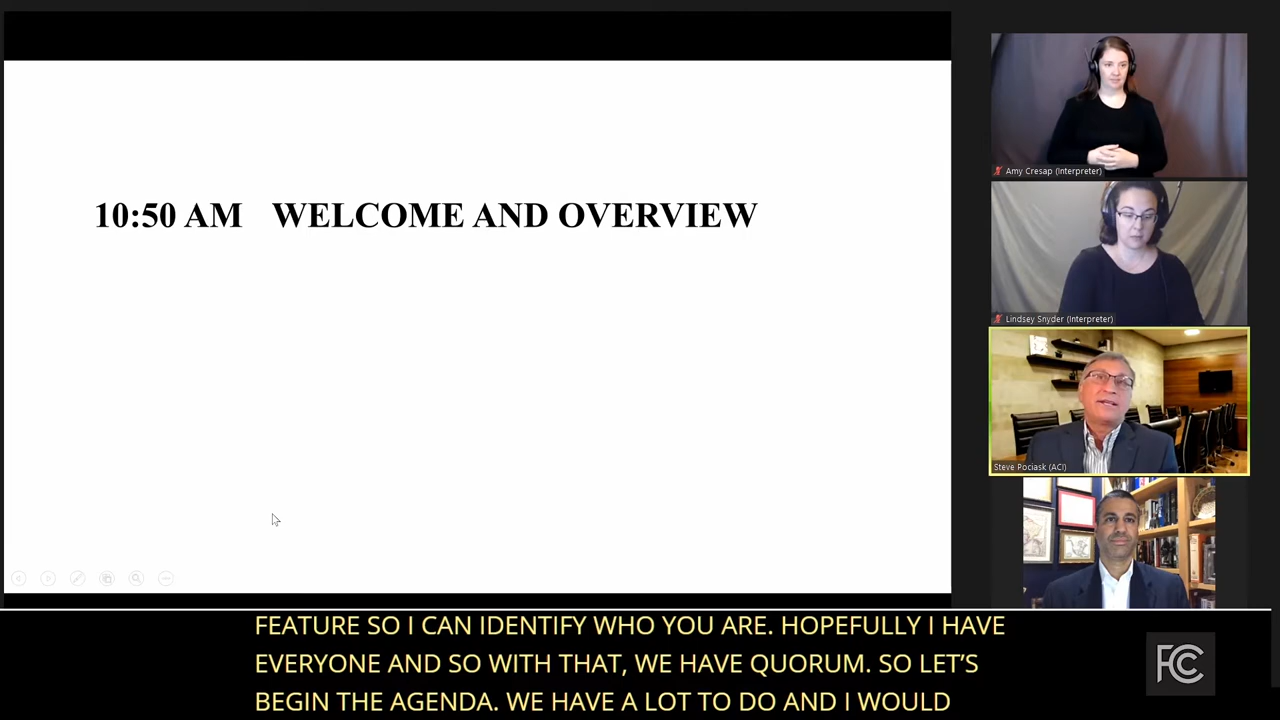 10:50 AM WELCOME AND OVERVIEW
Amy Cresap (Interpreter)
Lindsey Snyder (Interpreter)
Steve Pociask (ACI)
FEATURE SO I CAN IDENTIFY WHO YOU ARE. HOPEFULLY I HAVE
EVERYONE AND SO WITH THAT, WE HAVE QUORUM. SO LET’S
BEGIN THE AGENDA. WE HAVE A LOT TO DO AND I WOULD
FCC